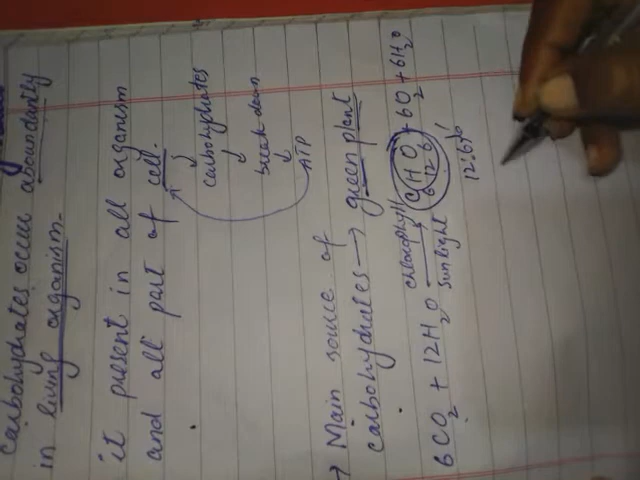 carbohydrates occur aboundantly
in living organism.
it present in all organism
and all part of cell.
carbohydrates
↓
break down
↓
ATP
→ Main source of
carbohydrates → green plant
6CO2 + 12H2O chlorophyll → sunlight C6H12O6 + 6O2 + 6H2O